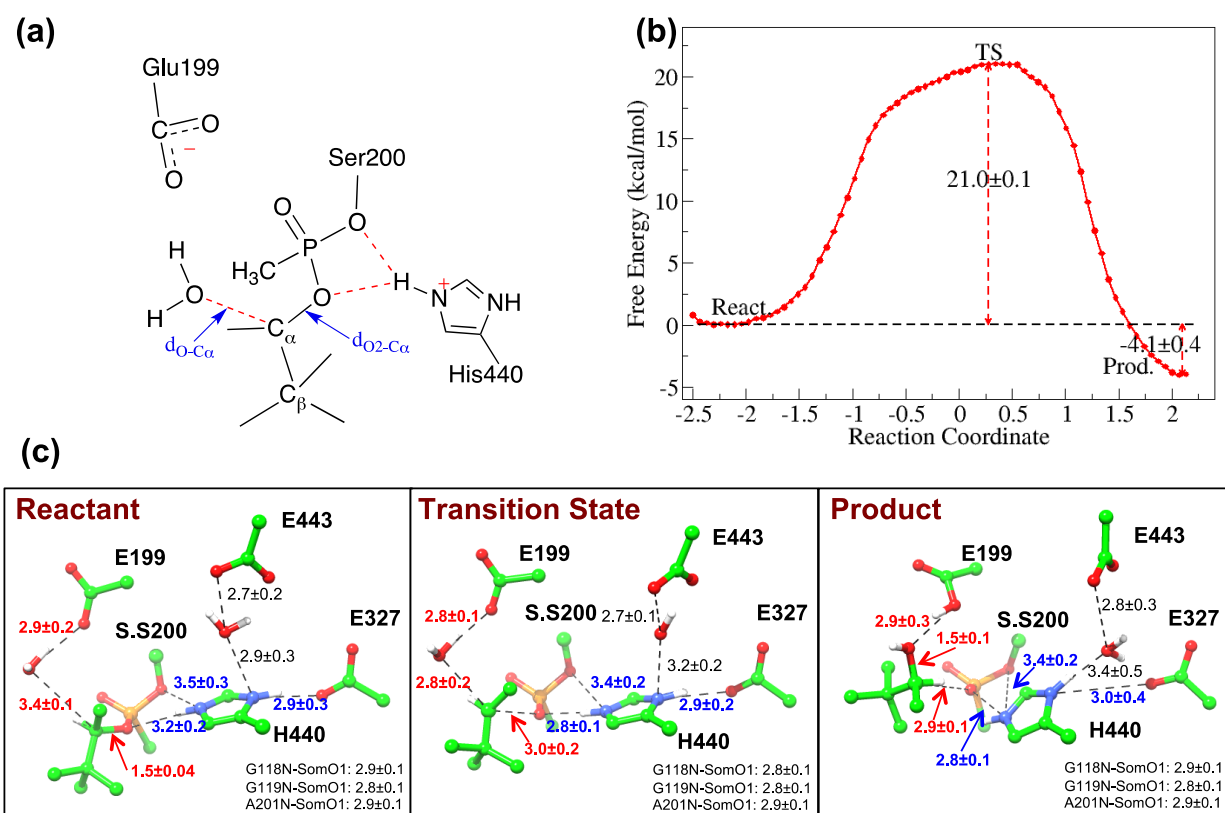 (a)
Glu199
C
O
−
O
Ser200
O
O
P
H3C
O
H
N
+
NH
H
O
H
Cα
dO-Cα
dO2-Cα
Cβ
His440
(b)
Free Energy (kcal/mol)
20
15
10
5
0
-5
TS
21.0±0.1
React.
-4.1±0.4
Prod.
-2.5 -2 -1.5 -1 -0.5 0 0.5 1 1.5 2
Reaction Coordinate
(c)
Reactant
E443
E199
2.7±0.2
S.S200
E327
2.9±0.2
2.9±0.3
3.5±0.3
3.4±0.1
2.9±0.3
3.2±0.2
H440
1.5±0.04
G118N-SomO1: 2.9±0.1
G119N-SomO1: 2.8±0.1
A201N-SomO1: 2.9±0.1
Transition State
E443
E199
2.7±0.1
S.S200
E327
2.8±0.1
3.2±0.2
3.4±0.2
2.8±0.2
2.9±0.2
2.8±0.1
3.0±0.2
H440
G118N-SomO1: 2.8±0.1
G119N-SomO1: 2.8±0.1
A201N-SomO1: 2.9±0.1
Product
E443
E199
2.8±0.3
S.S200
E327
2.9±0.3
1.5±0.1
3.4±0.2
3.4±0.5
3.0±0.4
2.9±0.1
2.8±0.1
H440
G118N-SomO1: 2.9±0.1
G119N-SomO1: 2.8±0.1
A201N-SomO1: 2.9±0.1